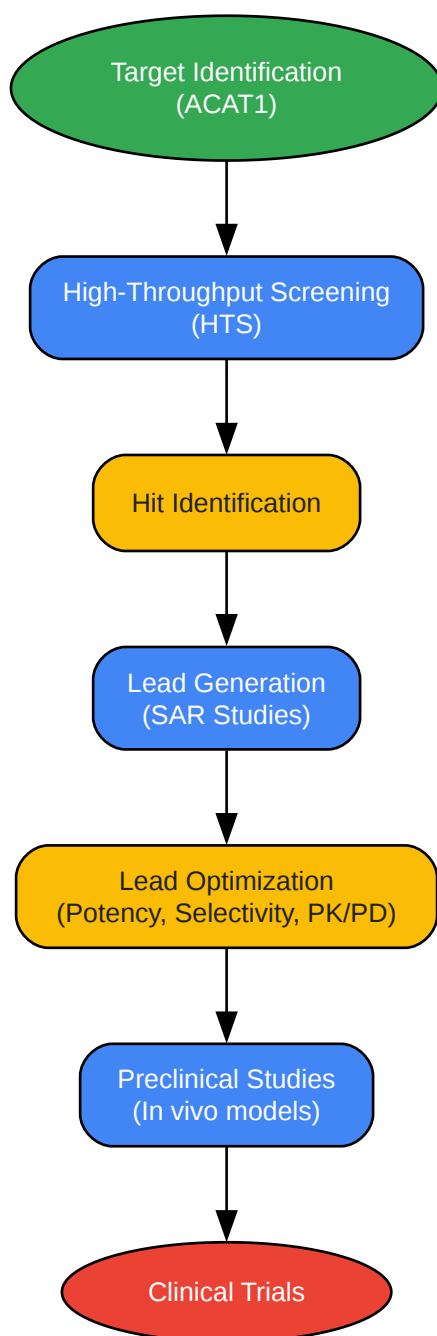 Target Identification
(ACAT1)
High-Throughput Screening
(HTS)
Hit Identification
Lead Generation
(SAR Studies)
Lead Optimization
(Potency, Selectivity, PK/PD)
Preclinical Studies
(In vivo models)
Clinical Trials